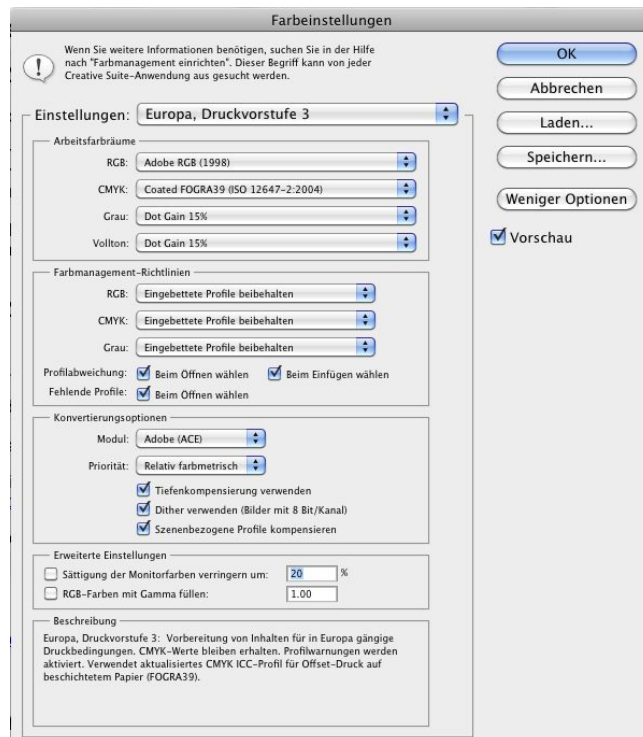 Farbeinstellungen
Wenn Sie weitere Informationen benötigen, suchen Sie in der Hilfe
nach "Farbmanagement einrichten". Dieser Begriff kann von jeder
Creative Suite-Anwendung aus gesucht werden.
OK
Abbrechen
Laden...
Speichern...
Weniger Optionen
Vorschau
Einstellungen: Europa, Druckvorstufe 3
Arbeitsfarbräume
RGB: Adobe RGB (1998)
CMYK: Coated FOGRA39 (ISO 12647-2:2004)
Grau: Dot Gain 15%
Vollton: Dot Gain 15%
Farbmanagement-Richtlinien
RGB: Eingebettete Profile beibehalten
CMYK: Eingebettete Profile beibehalten
Grau: Eingebettete Profile beibehalten
Profilabweichung: Beim Öffnen wählen Beim Einfügen wählen
Fehlende Profile: Beim Öffnen wählen
Konvertierungsoptionen
Modul: Adobe (ACE)
Priorität: Relativ farbmetrisch
Tiefenkompensierung verwenden
Dither verwenden (Bilder mit 8 Bit/Kanal)
Szenenbezogene Profile kompensieren
Erweiterte Einstellungen
Sättigung der Monitorfarben verringern um: 20 %
RGB-Farben mit Gamma füllen: 1.00
Beschreibung
Europa, Druckvorstufe 3: Vorbereitung von Inhalten für in Europa gängige
Druckbedingungen. CMYK-Werte bleiben erhalten. Profilwarnungen werden
aktiviert. Verwendet aktualisiertes CMYK ICC-Profil für Offset-Druck auf
beschichtetem Papier (FOGRA39).